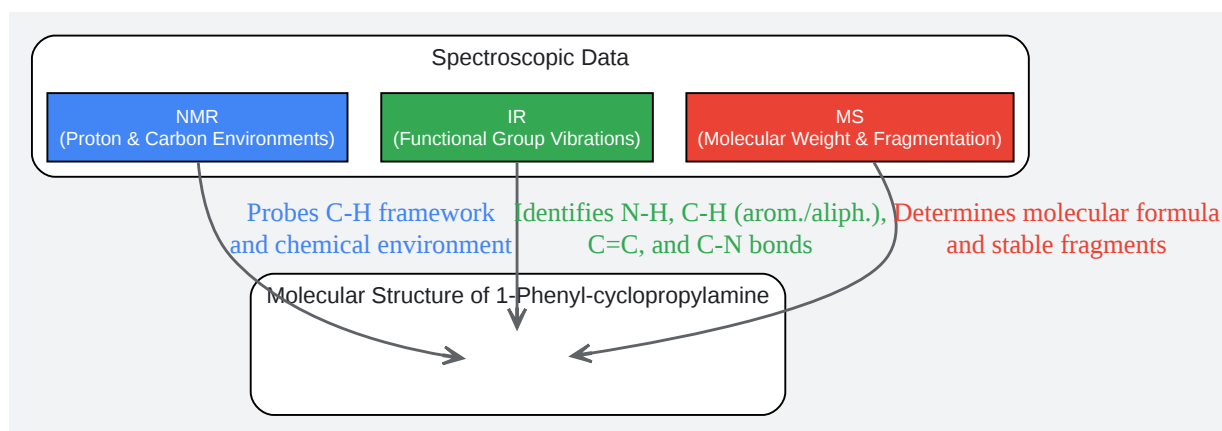 Spectroscopic Data
NMR
(Proton & Carbon Environments)
IR
(Functional Group Vibrations)
MS
(Molecular Weight & Fragmentation)
Probes C-H framework
and chemical environment
Identifies N-H, C-H (arom./aliph.),
C=C, and C-N bonds
Determines molecular formula
and stable fragments
Molecular Structure of 1-Phenyl-cyclopropylamine